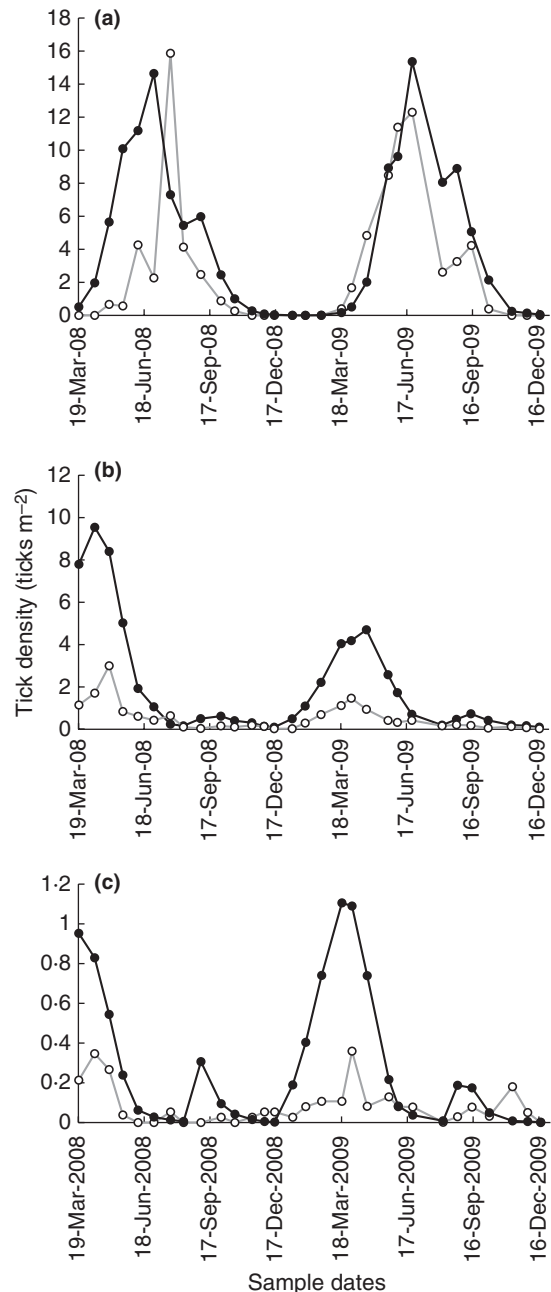 (a)
18
16
14
12
10
8
6
4
2
0
19-Mar-08
18-Jun-08
17-Sep-08
17-Dec-08
18-Mar-09
17-Jun-09
16-Sep-09
16-Dec-09
Tick density (ticks m⁻²)
(b)
12
10
8
6
4
2
0
19-Mar-08
18-Jun-08
17-Sep-08
17-Dec-08
18-Mar-09
17-Jun-09
16-Sep-09
16-Dec-09
(c)
1·2
1
0·8
0·6
0·4
0·2
0
19-Mar-2008
18-Jun-2008
17-Sep-2008
17-Dec-2008
18-Mar-2009
17-Jun-2009
16-Sep-2009
16-Dec-2009
Sample dates